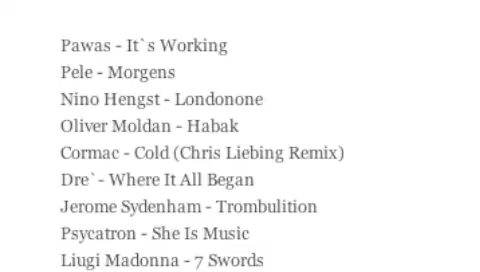 Pawas - It`s Working
Pele - Morgens
Nino Hengst - Londonone
Oliver Moldan - Habak
Cormac - Cold (Chris Liebing Remix)
Dre`- Where It All Began
Jerome Sydenham - Trombulition
Psycatron - She Is Music
Liugi Madonna - 7 Swords